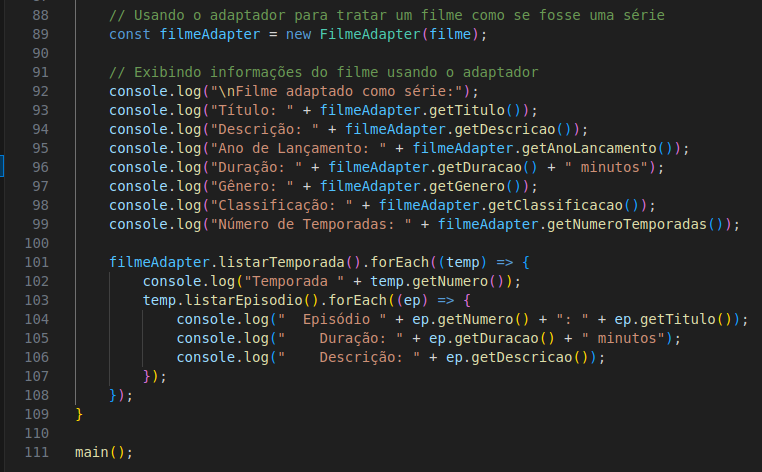 88 // Usando o adaptador para tratar um filme como se fosse uma série
89 const filmeAdapter = new FilmeAdapter(filme);
90
91 // Exibindo informações do filme usando o adaptador
92 console.log("\nFilme adaptado como série:");
93 console.log("Título: " + filmeAdapter.getTitulo());
94 console.log("Descrição: " + filmeAdapter.getDescricao());
95 console.log("Ano de Lançamento: " + filmeAdapter.getAnoLancamento());
96 console.log("Duração: " + filmeAdapter.getDuracao() + " minutos");
97 console.log("Gênero: " + filmeAdapter.getGenero());
98 console.log("Classificação: " + filmeAdapter.getClassificacao());
99 console.log("Número de Temporadas: " + filmeAdapter.getNumeroTemporadas());
100
101 filmeAdapter.listarTemporada().forEach((temp) => {
102 console.log("Temporada " + temp.getNumero());
103 temp.listarEpisodio().forEach((ep) => {
104 console.log("  Episódio " + ep.getNumero() + ": " + ep.getTitulo());
105 console.log("    Duração: " + ep.getDuracao() + " minutos");
106 console.log("    Descrição: " + ep.getDescricao());
107 });
108 });
109 }
110
111 main();